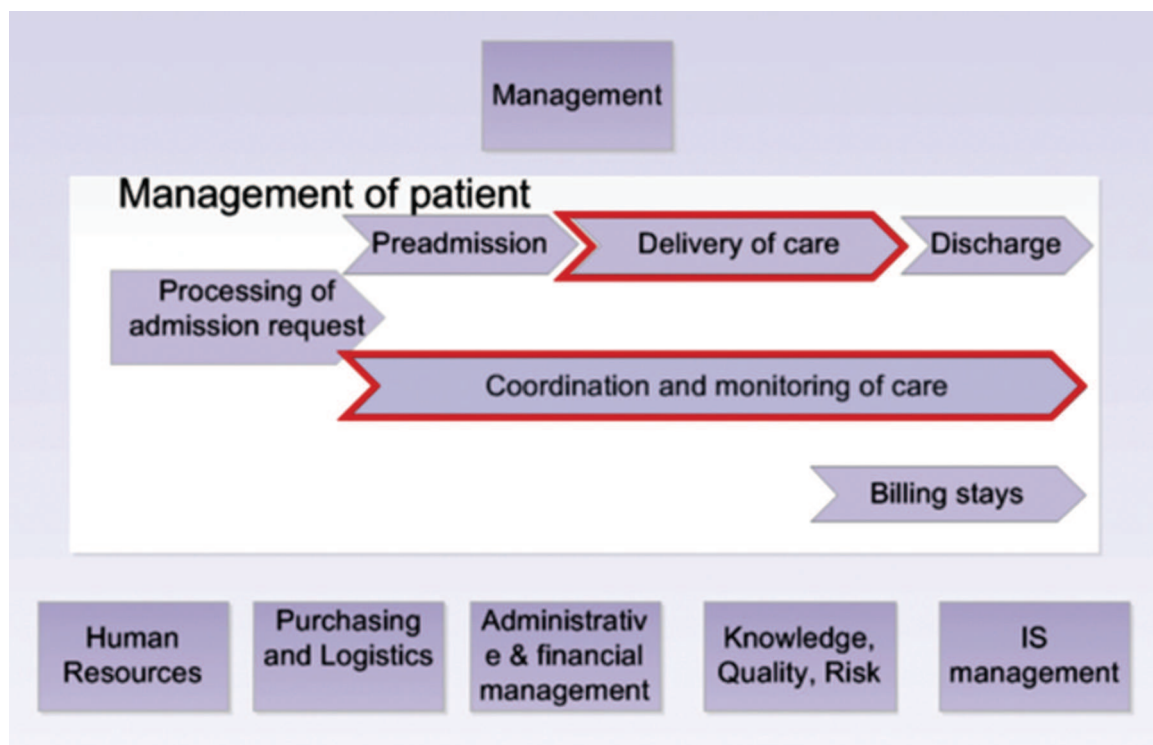 Management
Management of patient
Preadmission
Delivery of care
Discharge
Processing of
admission request
Coordination and monitoring of care
Billing stays
Human
Resources
Purchasing
and Logistics
Administrativ
e & financial
management
Knowledge,
Quality, Risk
IS
management